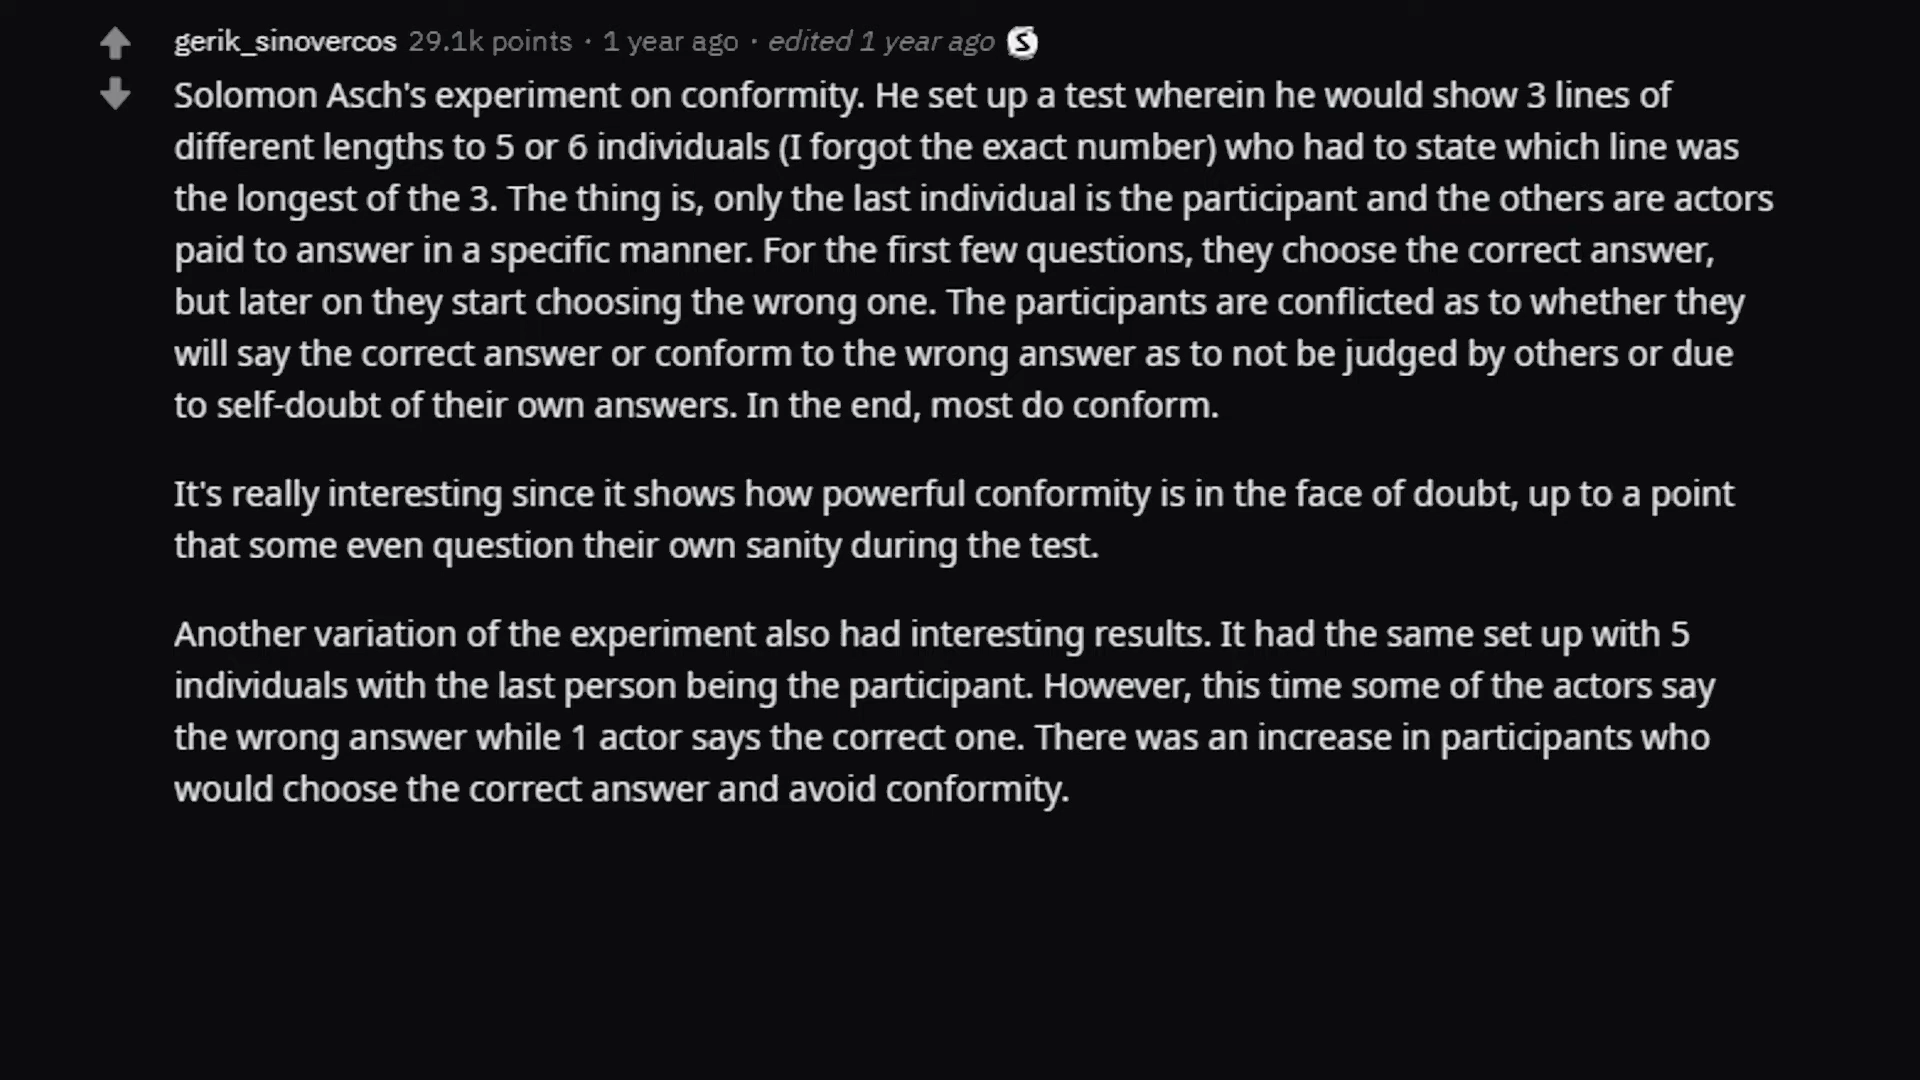 gerik_sinovercos 29.1k points · 1 year ago · edited 1 year ago S
Solomon Asch's experiment on conformity. He set up a test wherein he would show 3 lines of
different lengths to 5 or 6 individuals (I forgot the exact number) who had to state which line was
the longest of the 3. The thing is, only the last individual is the participant and the others are actors
paid to answer in a specific manner. For the first few questions, they choose the correct answer,
but later on they start choosing the wrong one. The participants are conflicted as to whether they
will say the correct answer or conform to the wrong answer as to not be judged by others or due
to self-doubt of their own answers. In the end, most do conform.
It's really interesting since it shows how powerful conformity is in the face of doubt, up to a point
that some even question their own sanity during the test.
Another variation of the experiment also had interesting results. It had the same set up with 5
individuals with the last person being the participant. However, this time some of the actors say
the wrong answer while 1 actor says the correct one. There was an increase in participants who
would choose the correct answer and avoid conformity.